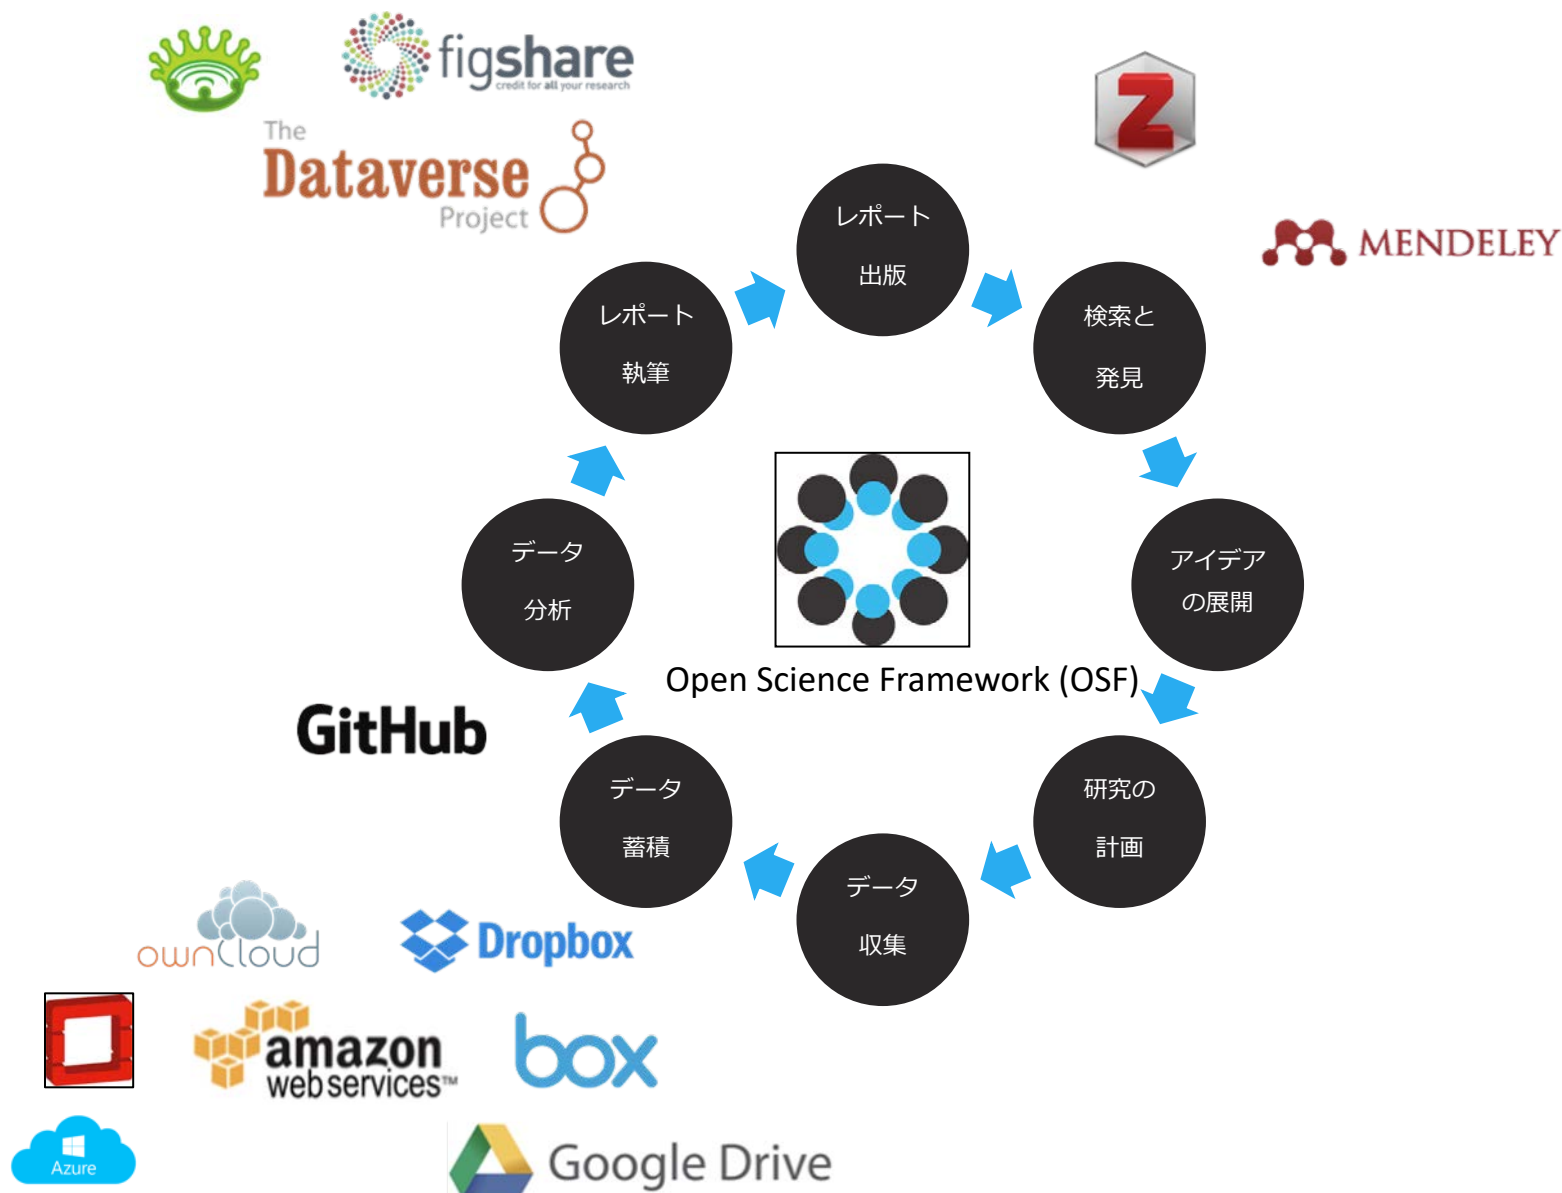 figshare
credit for all your research
The
Dataverse
Project
Z
MENDELEY
レポート
出版
検索と
発見
アイデア
の展開
研究の
計画
データ
収集
データ
蓄積
データ
分析
レポート
執筆
Open Science Framework (OSF)
GitHub
ownCloud
Dropbox
amazon
web services™
box
Azure
Google Drive